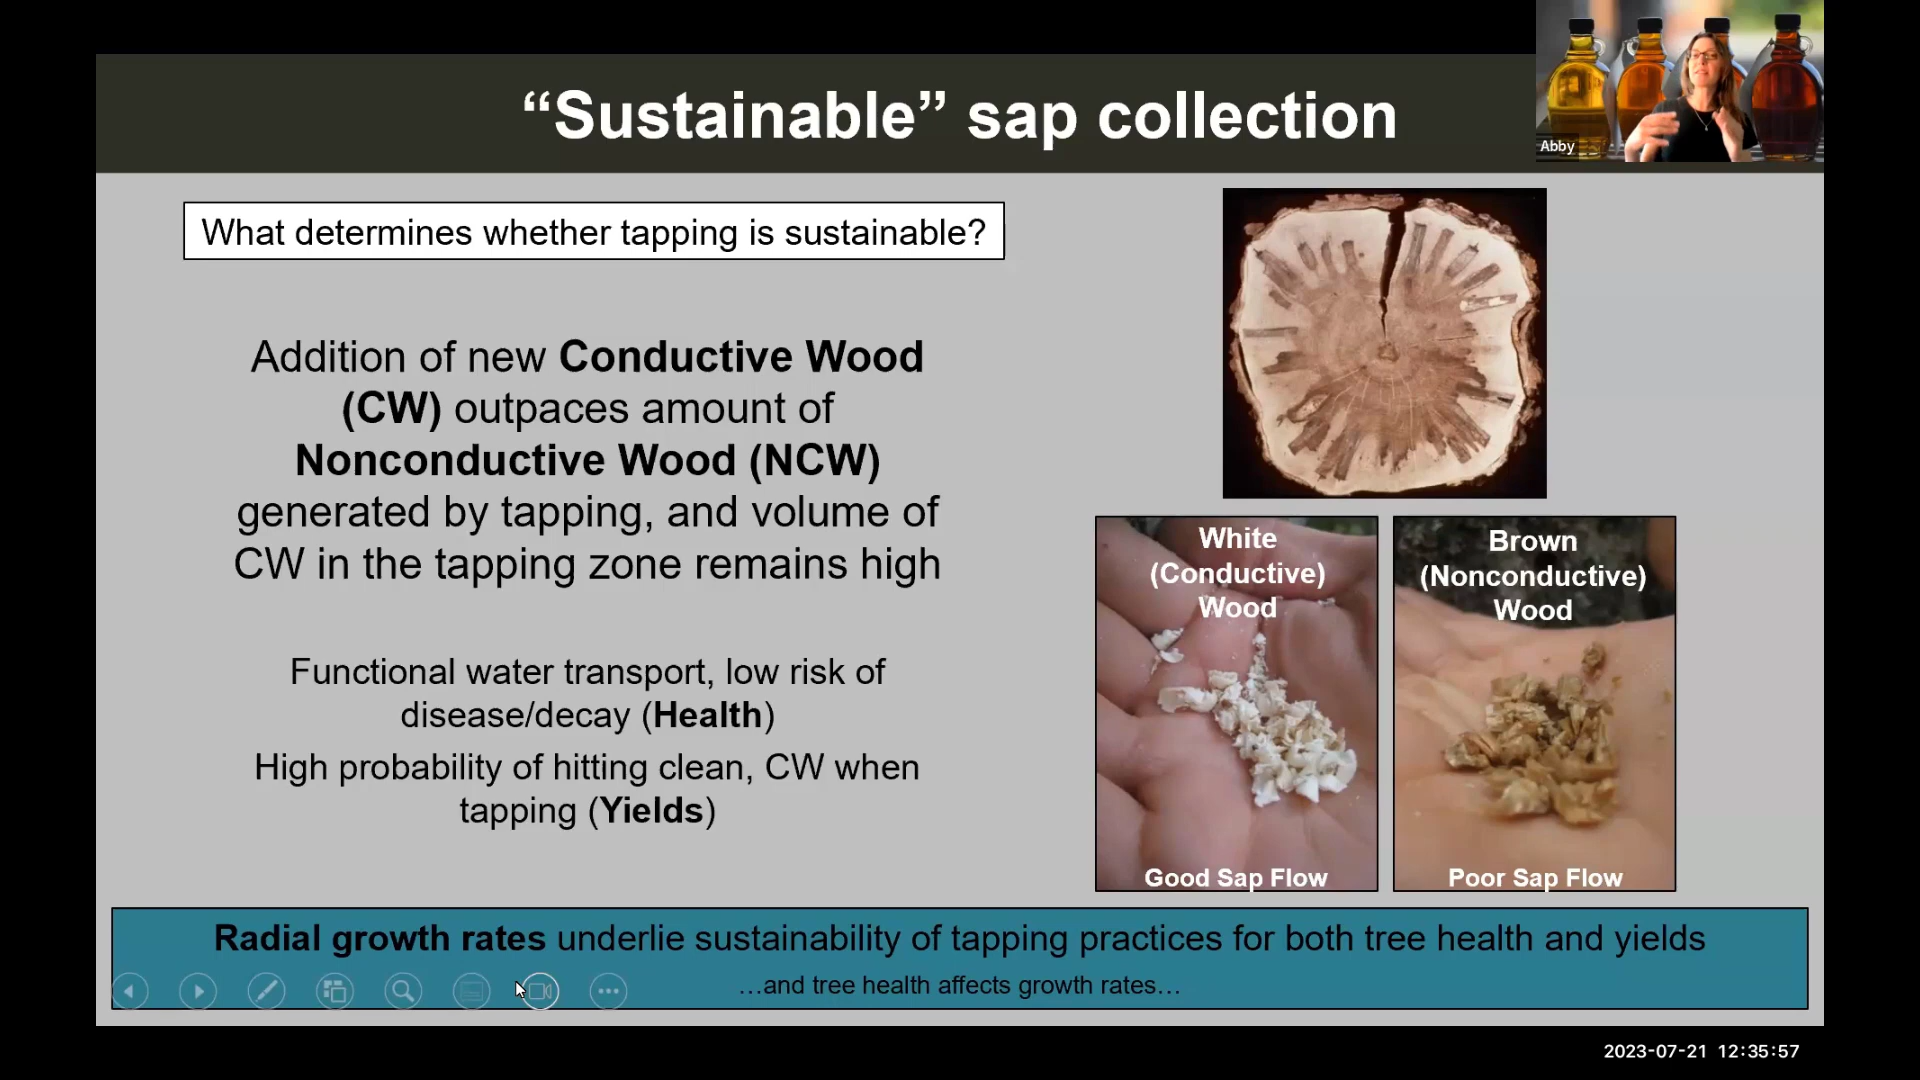 “Sustainable” sap collection
Abby
What determines whether tapping is sustainable?
Addition of new Conductive Wood
(CW) outpaces amount of
Nonconductive Wood (NCW)
generated by tapping, and volume of
CW in the tapping zone remains high
Functional water transport, low risk of
disease/decay (Health)
High probability of hitting clean, CW when
tapping (Yields)
White
(Conductive)
Wood
Good Sap Flow
Brown
(Nonconductive)
Wood
Poor Sap Flow
Radial growth rates underlie sustainability of tapping practices for both tree health and yields
…and tree health affects growth rates…
2023-07-21 12:35:57